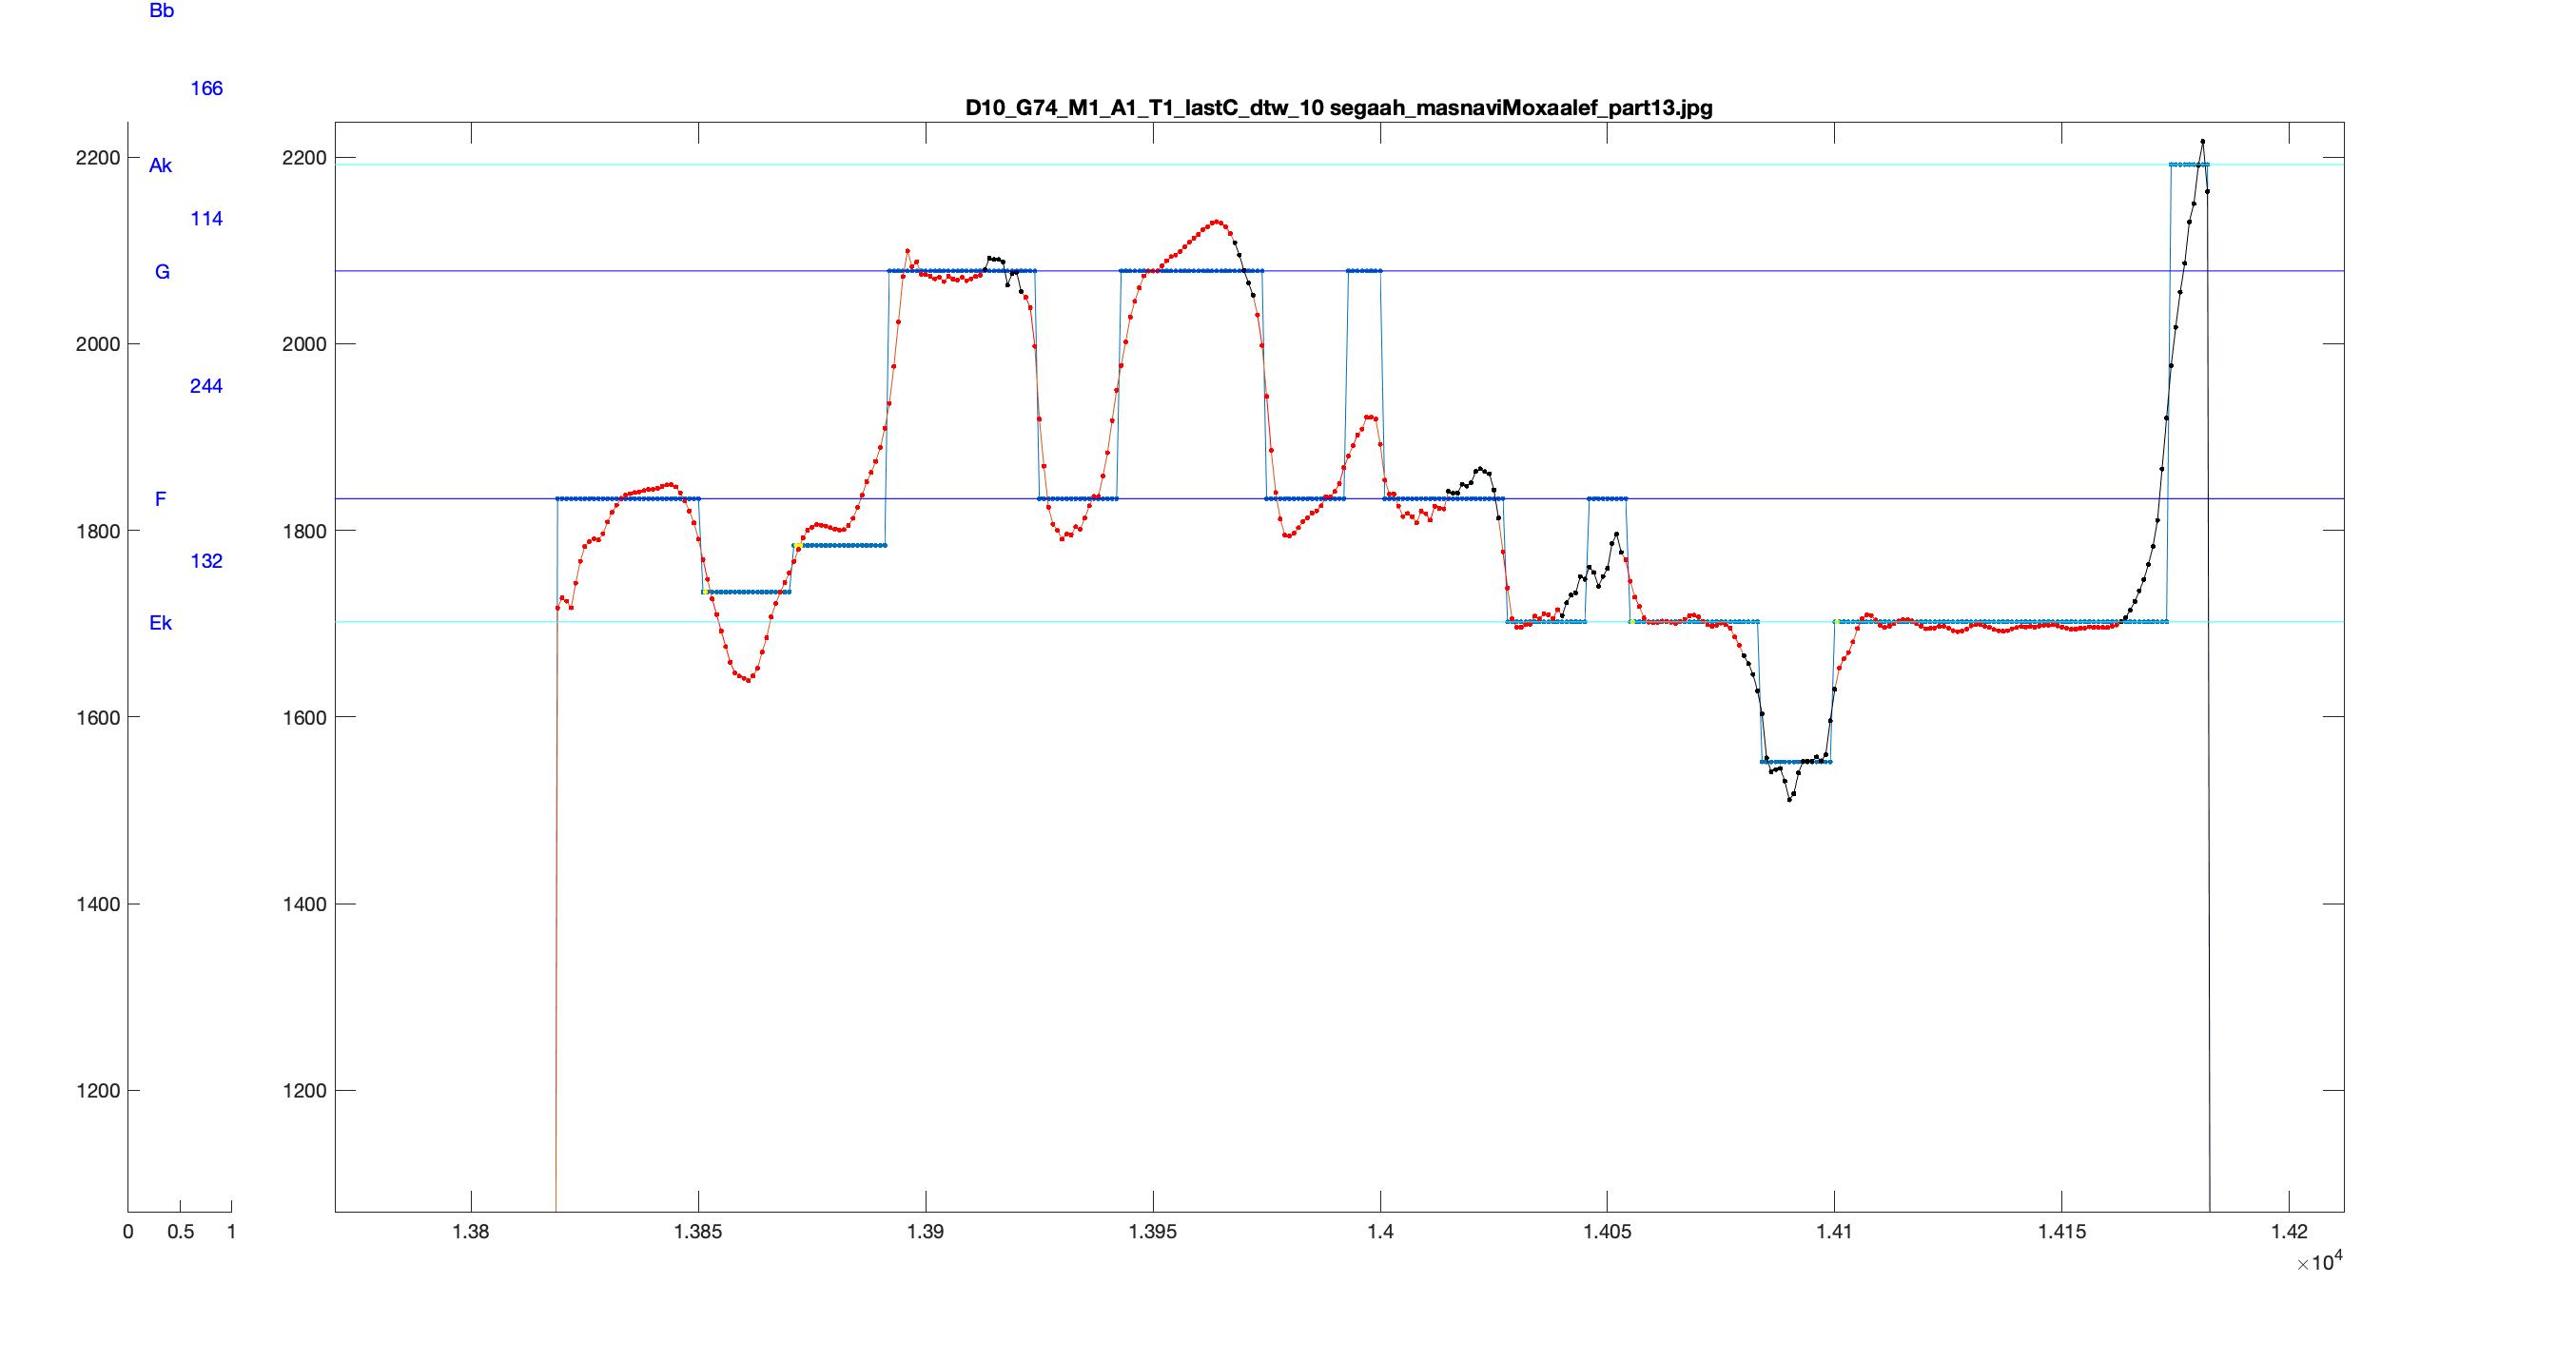 Bb
166
D10_G74_M1_A1_T1_lastC_dtw_10 segaah_masnaviMoxaalef_part13.jpg
2200 Ak 2200
114
G
2000 2000
244
F
1800 1800
132
Ek
1600 1600
1400 1400
1200 1200
0 0.5 1 1.38 1.385 1.39 1.395 1.4 1.405 1.41 1.415 1.42
×10^4